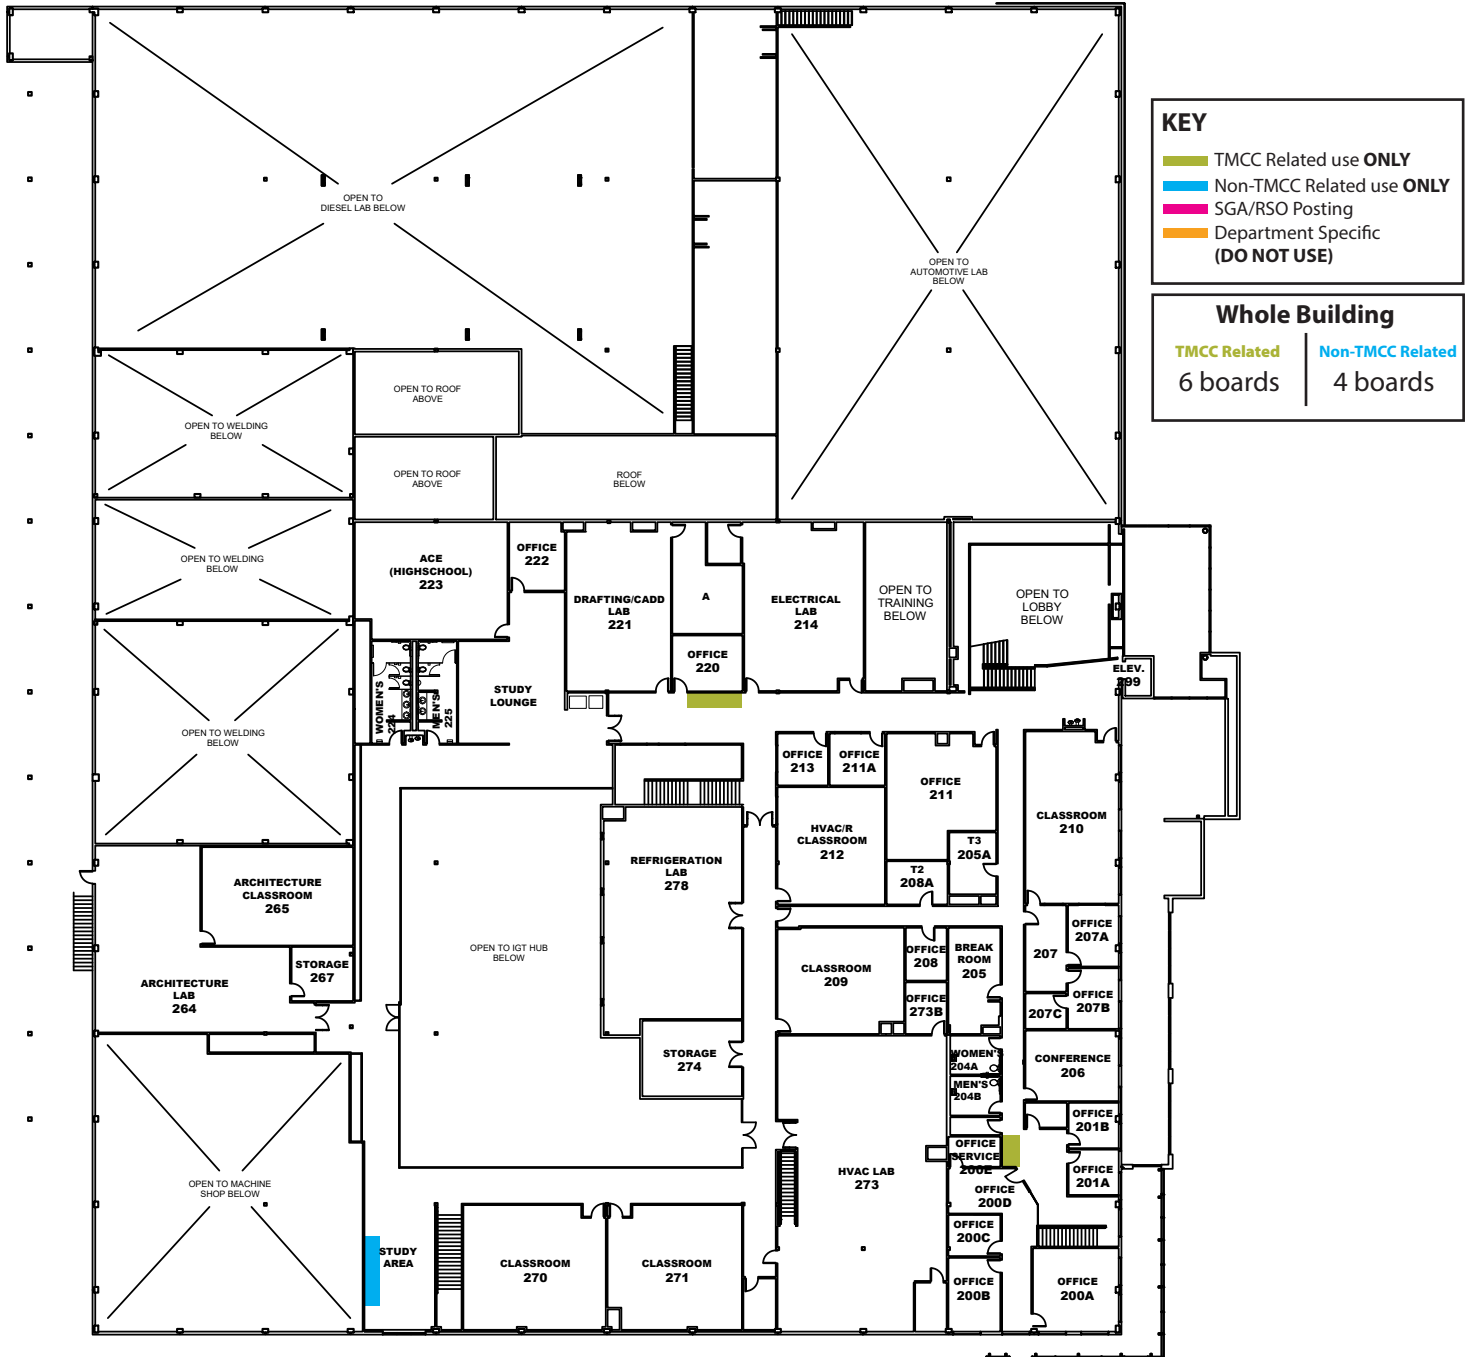 KEY
TMCC Related use ONLY
Non-TMCC Related use ONLY
SGA/RSO Posting
Department Specific
(DO NOT USE)
Whole Building
TMCC Related
6 boards
Non-TMCC Related
4 boards
OPEN TO
DIESEL LAB BELOW
OPEN TO
AUTOMOTIVE LAB
BELOW
OPEN TO ROOF
ABOVE
OPEN TO WELDING
BELOW
OPEN TO ROOF
ABOVE
ROOF
BELOW
OPEN TO WELDING
BELOW
ACE
(HIGHSCHOOL)
223
OFFICE
222
DRAFTING/CADD
LAB
221
A
OFFICE
220
ELECTRICAL
LAB
214
OPEN TO
TRAINING
BELOW
OPEN TO
LOBBY
BELOW
ELEV.
299
WOMEN'S
224
MEN'S
225
STUDY
LOUNGE
OPEN TO WELDING
BELOW
OFFICE
213
OFFICE
211A
OFFICE
211
CLASSROOM
210
HVAC/R
CLASSROOM
212
T3
205A
T2
208A
REFRIGERATION
LAB
278
ARCHITECTURE
CLASSROOM
265
STORAGE
267
ARCHITECTURE
LAB
264
OPEN TO IGT HUB
BELOW
CLASSROOM
209
OFFICE
208
BREAK
ROOM
205
207
OFFICE
207A
OFFICE
207B
207C
OFFICE
273B
STORAGE
274
WOMEN'S
204A
MEN'S
204B
CONFERENCE
206
OFFICE
201B
OFFICE
201A
OFFICE
SERVICE
200E
OFFICE
200D
HVAC LAB
273
OPEN TO MACHINE
SHOP BELOW
STUDY
AREA
CLASSROOM
270
CLASSROOM
271
OFFICE
200C
OFFICE
200B
OFFICE
200A